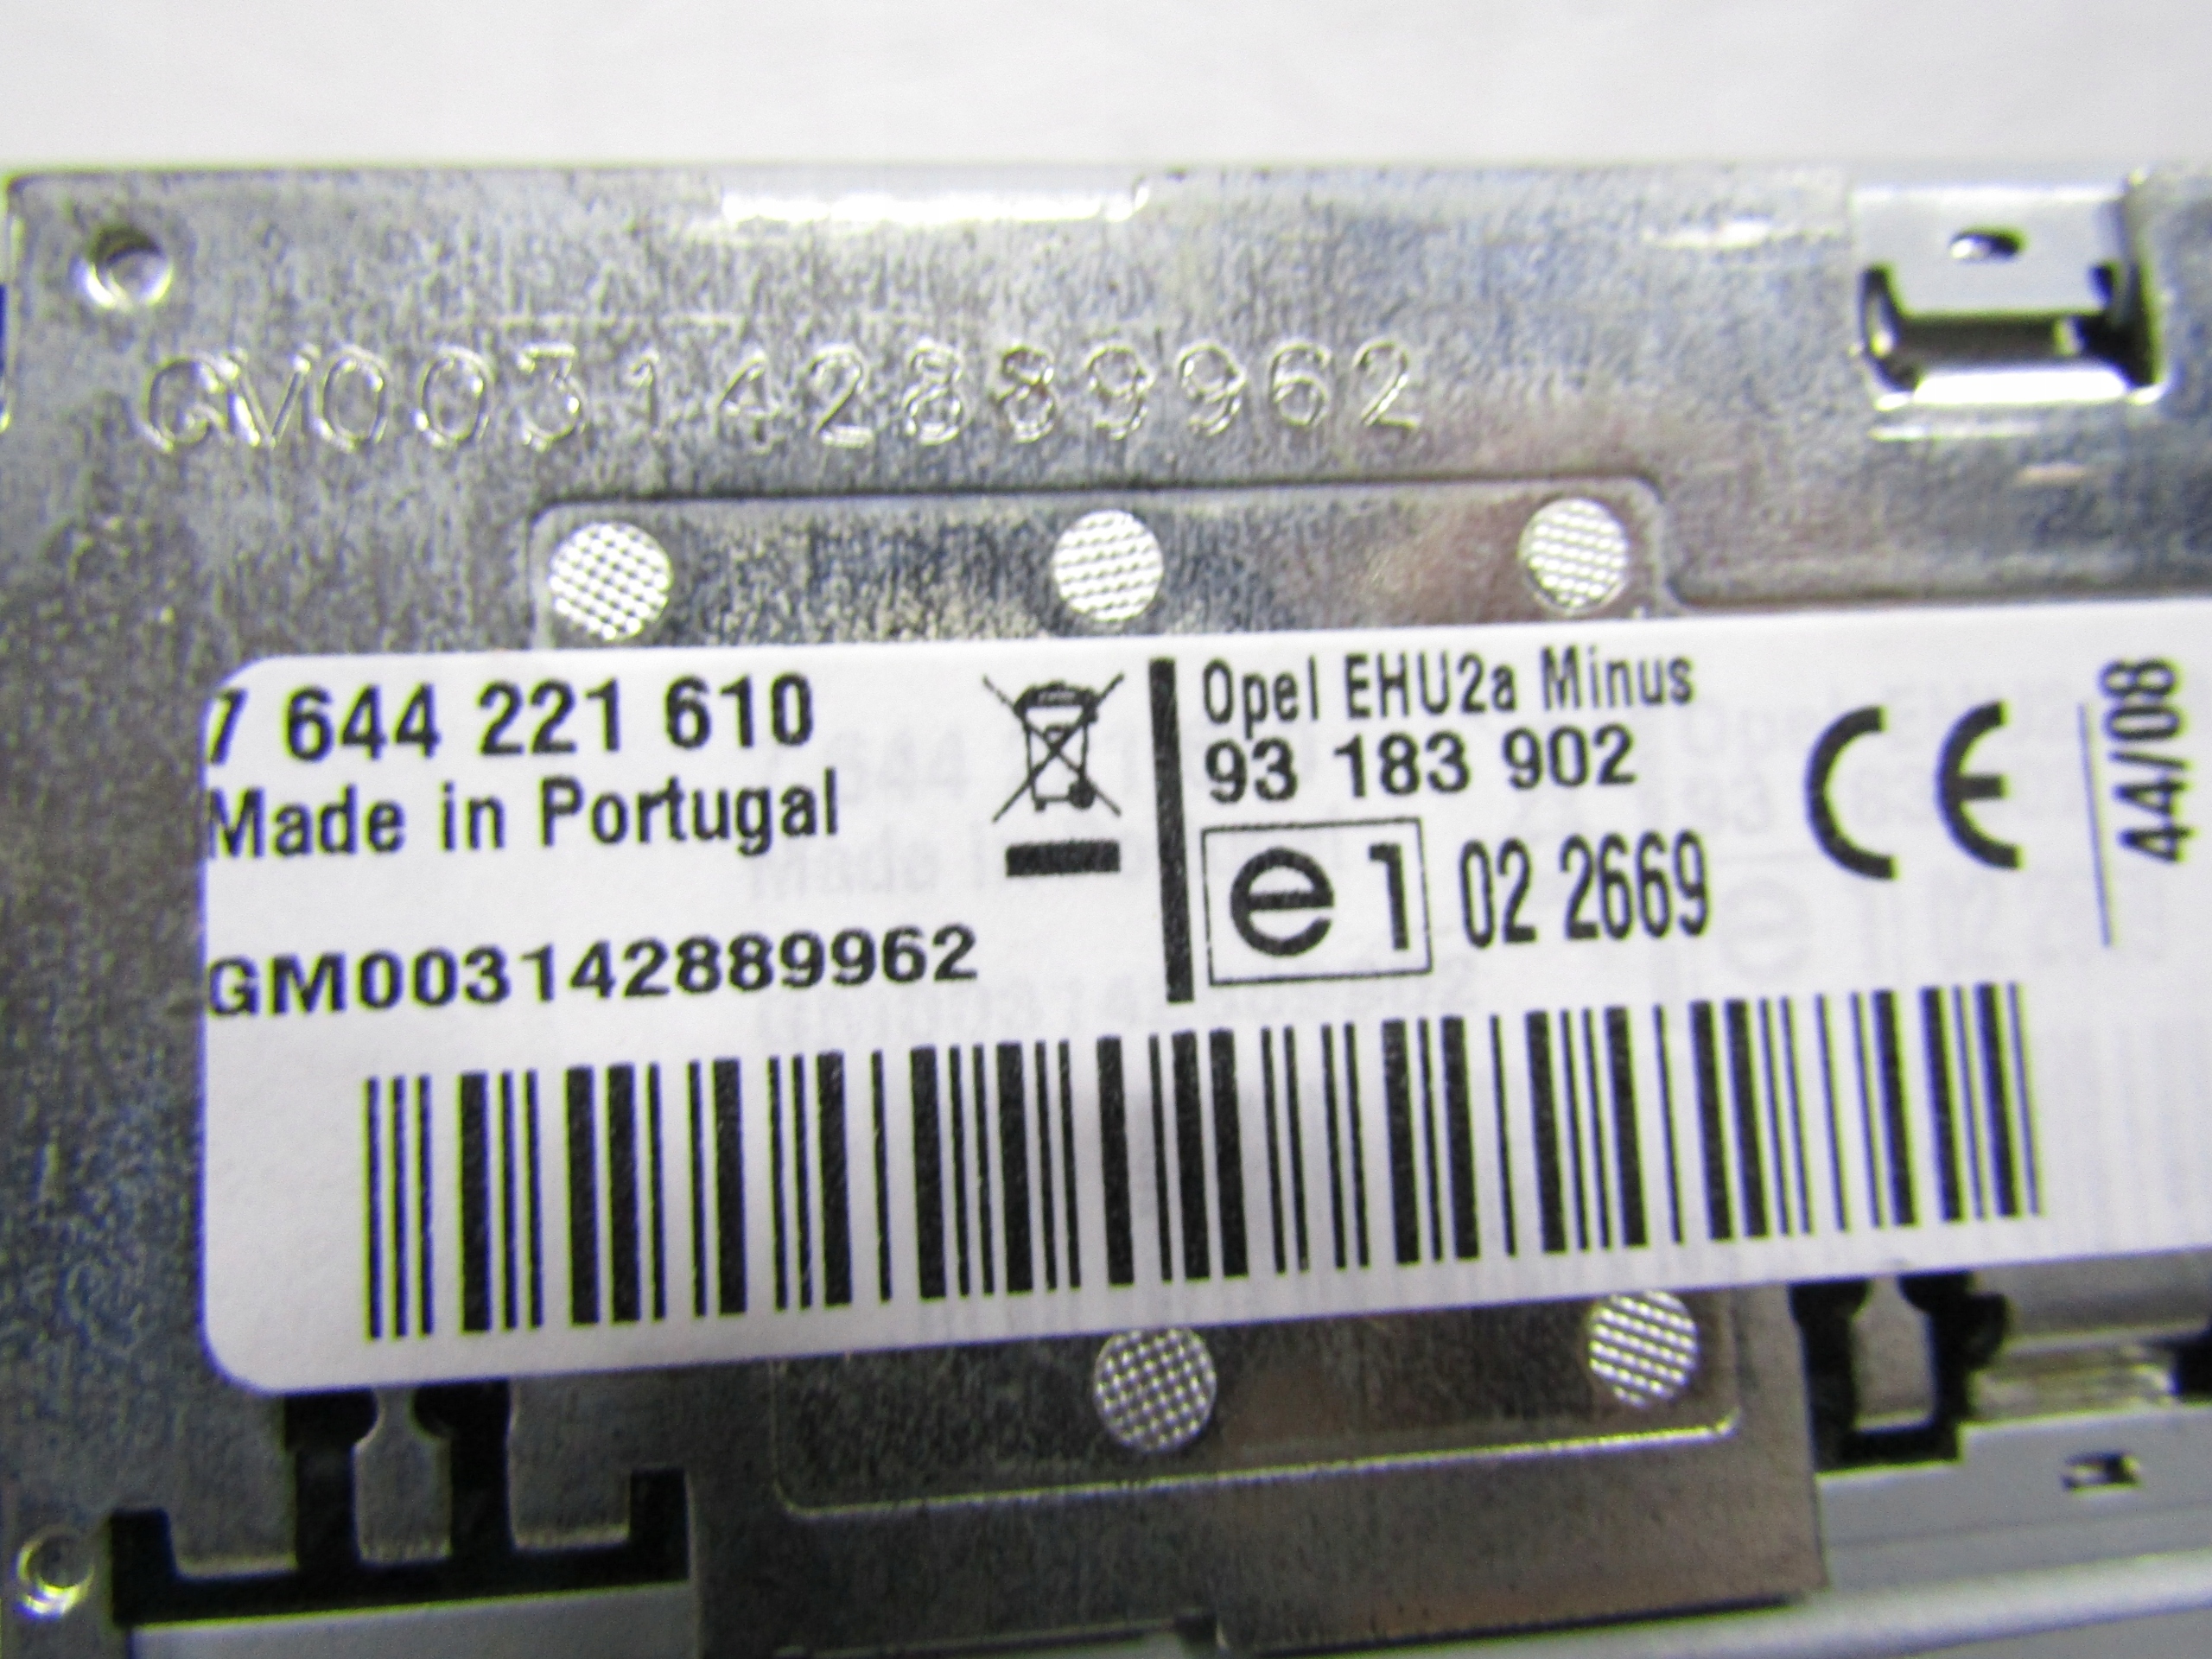 GV003142889962
7 644 221 610
Made in Portugal
GM003142889962
Opel EHU2a Minus
93 183 902
e1 02 2669
CE
44/08